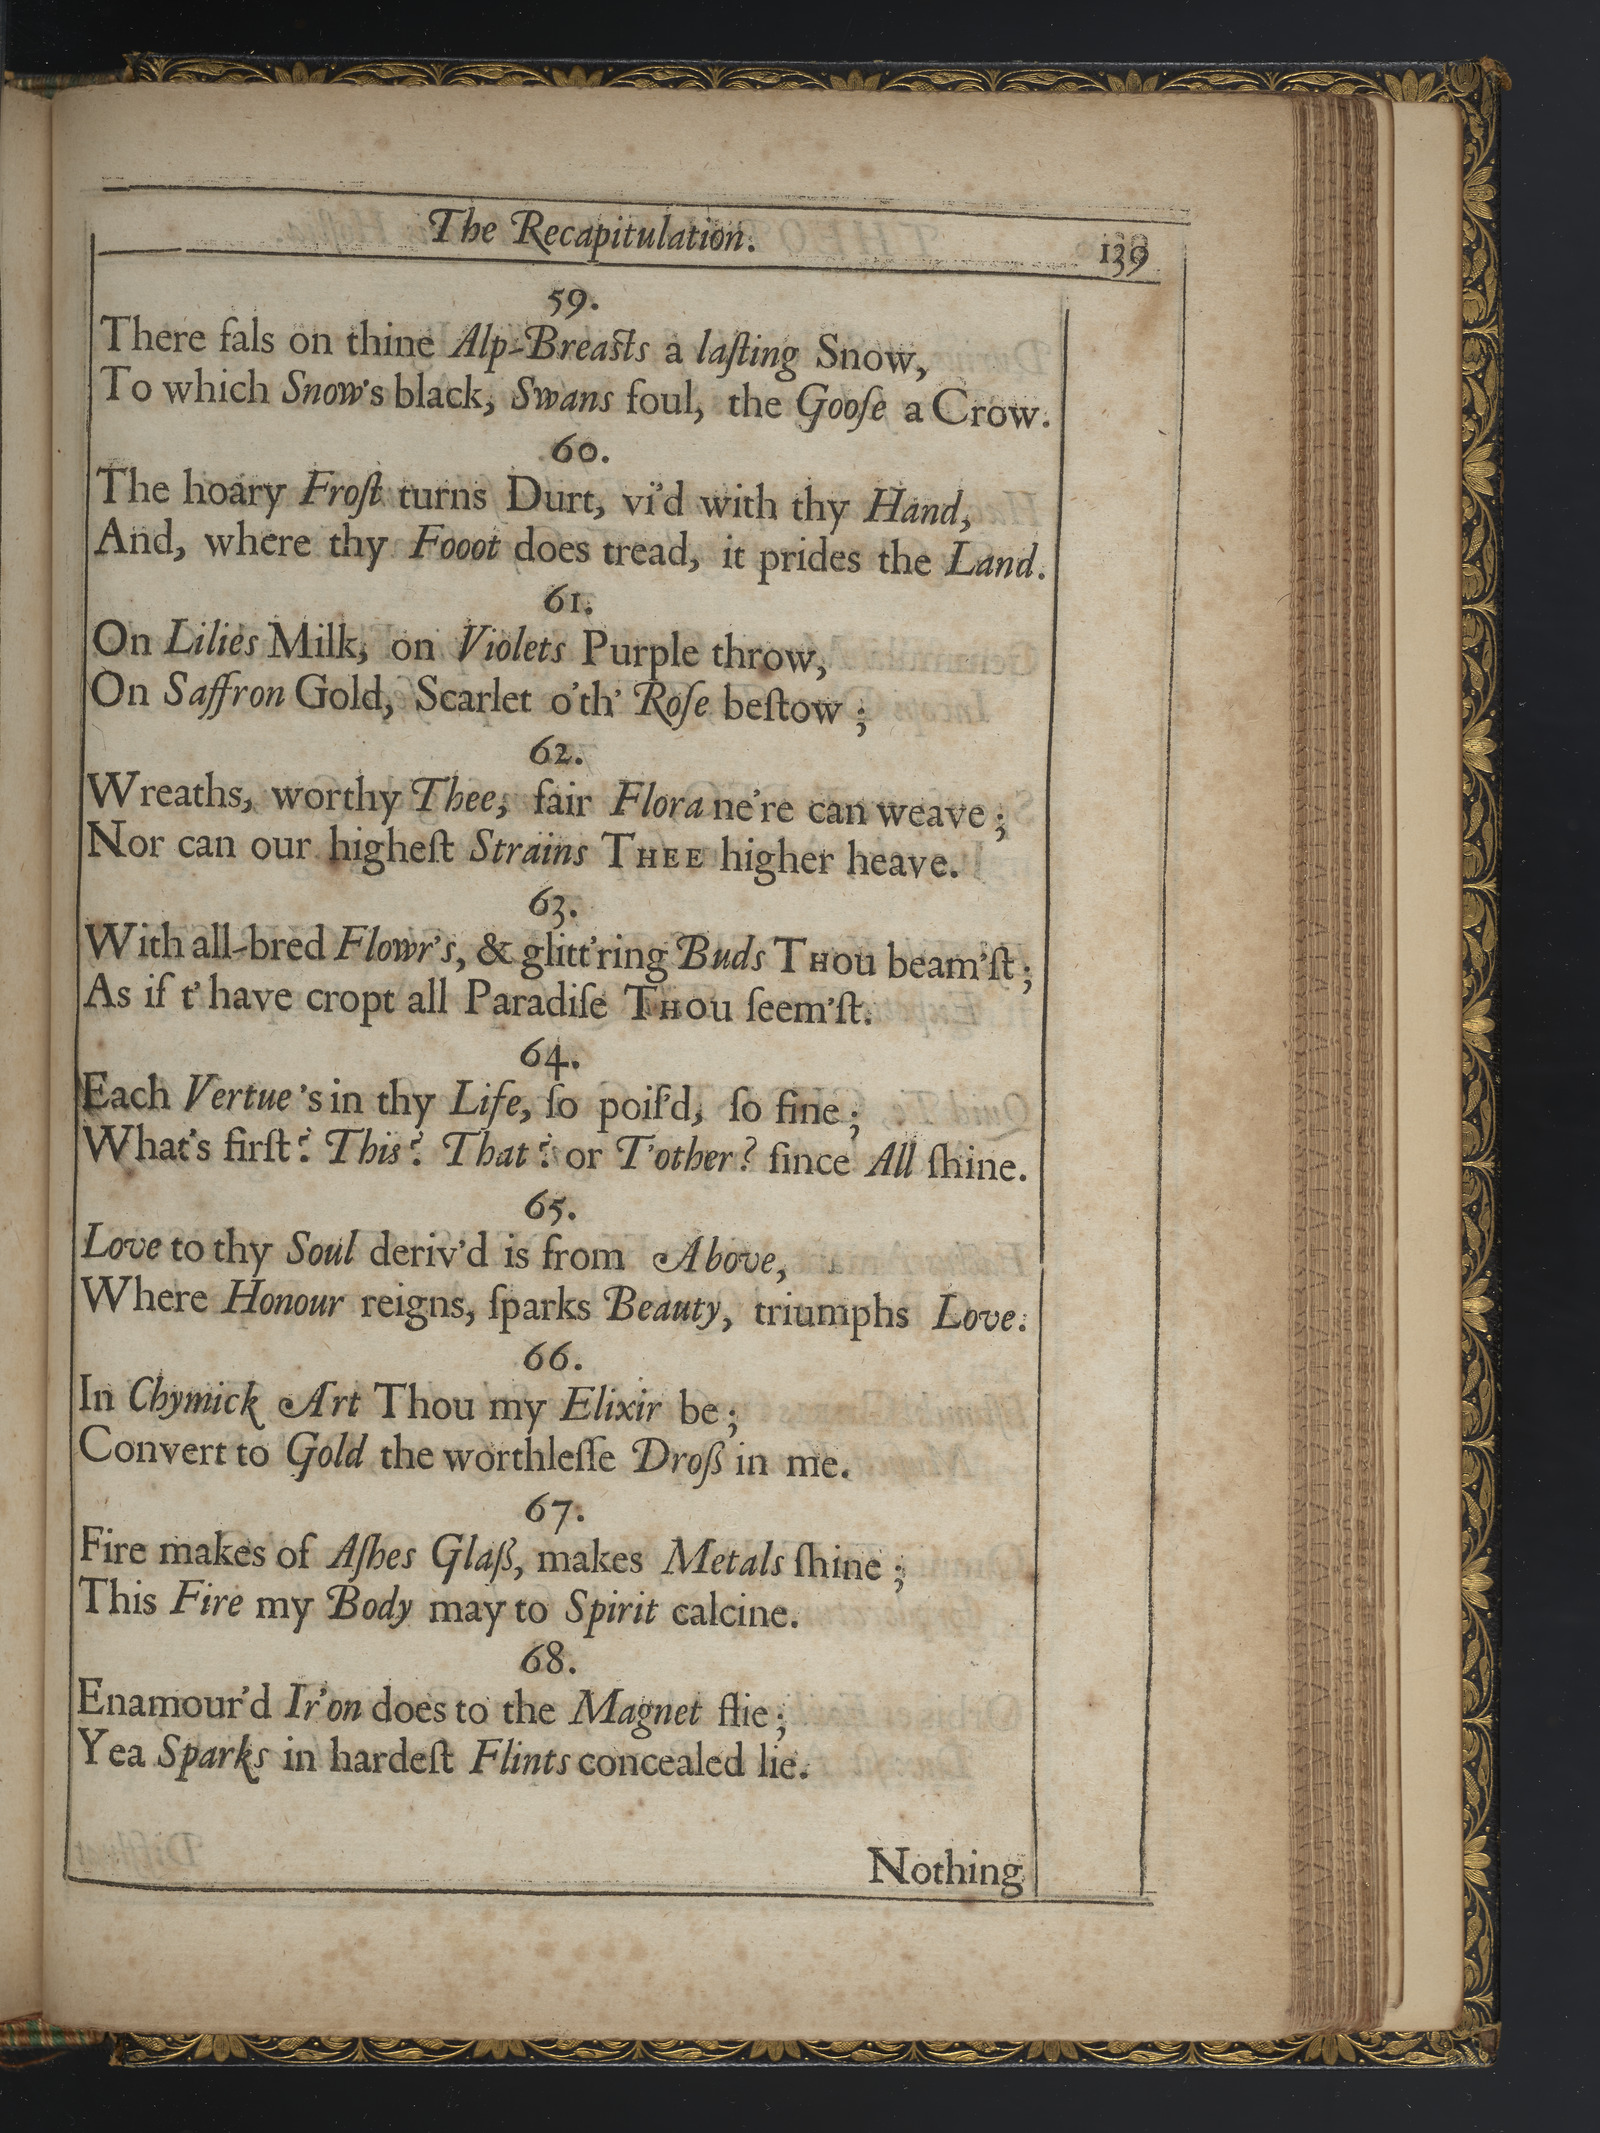 The Recapitulation.
139
59.
There fals on thine Alp-Breasts a laſting Snow,
To which Snow's black, Swans foul, the Gooſe a Crow.
60.
The hoary Froſt turns Durt, vi'd with thy Hand,
And, where thy Fooot does tread, it prides the Land.
61.
On Lilies Milk, on Violets Purple throw,
On Saffron Gold, Scarlet o'th' Roſe beſtow ;
62.
Wreaths, worthy Thee, fair Flora ne're can weave ;
Nor can our higheſt Strains THEE higher heave.
63.
With all-bred Flowr's, & glitt'ring Buds THOU beam'ſt ;
As if t' have cropt all Paradiſe THOU ſeem'ſt.
64.
Each Vertue 's in thy Life, ſo poiſ'd, ſo fine ;
What's firſt ? This ? That ? or T'other ? ſince All ſhine.
65.
Love to thy Soul deriv'd is from Above,
Where Honour reigns, ſparks Beauty, triumphs Love.
66.
In Chymick Art Thou my Elixir be ;
Convert to Gold the worthleſſe Droß in me.
67.
Fire makes of Aſhes Glaß, makes Metals ſhine ;
This Fire my Body may to Spirit calcine.
68.
Enamour'd Ir'on does to the Magnet flie ;
Yea Sparks in hardeſt Flints concealed lie.
Nothing